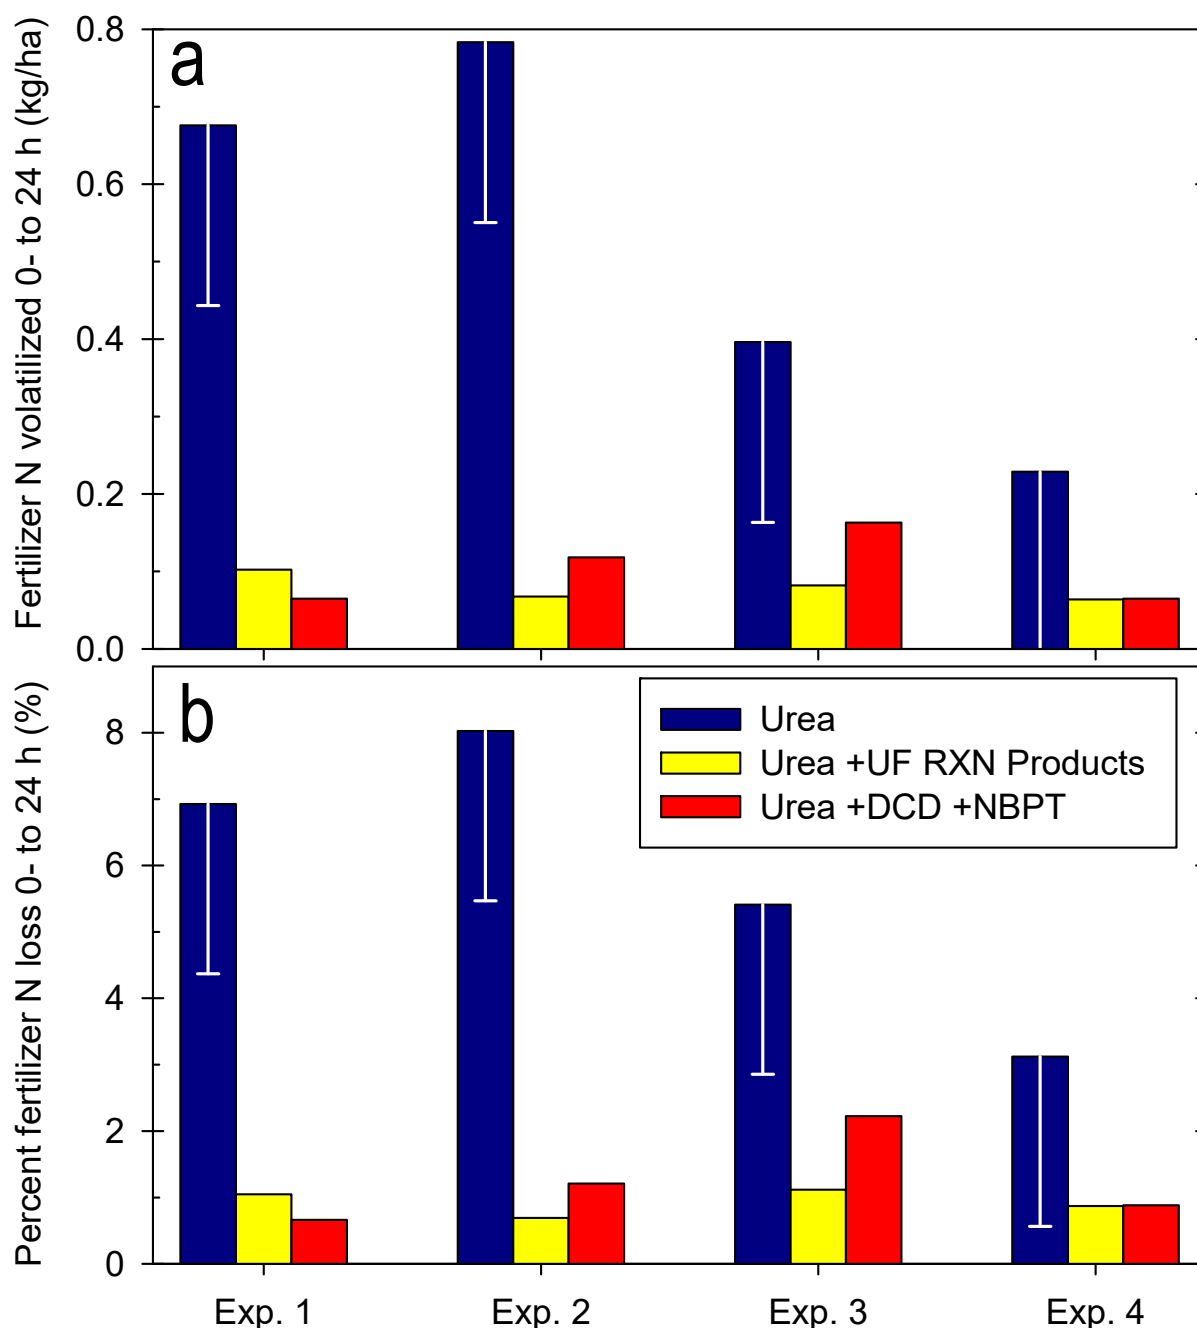 a
Fertilizer N volatilized 0- to 24 h (kg/ha)
0.8
0.6
0.4
0.2
0.0
b
Percent fertilizer N loss 0- to 24 h (%)
8
6
4
2
0
Urea
Urea +UF RXN Products
Urea +DCD +NBPT
Exp. 1
Exp. 2
Exp. 3
Exp. 4